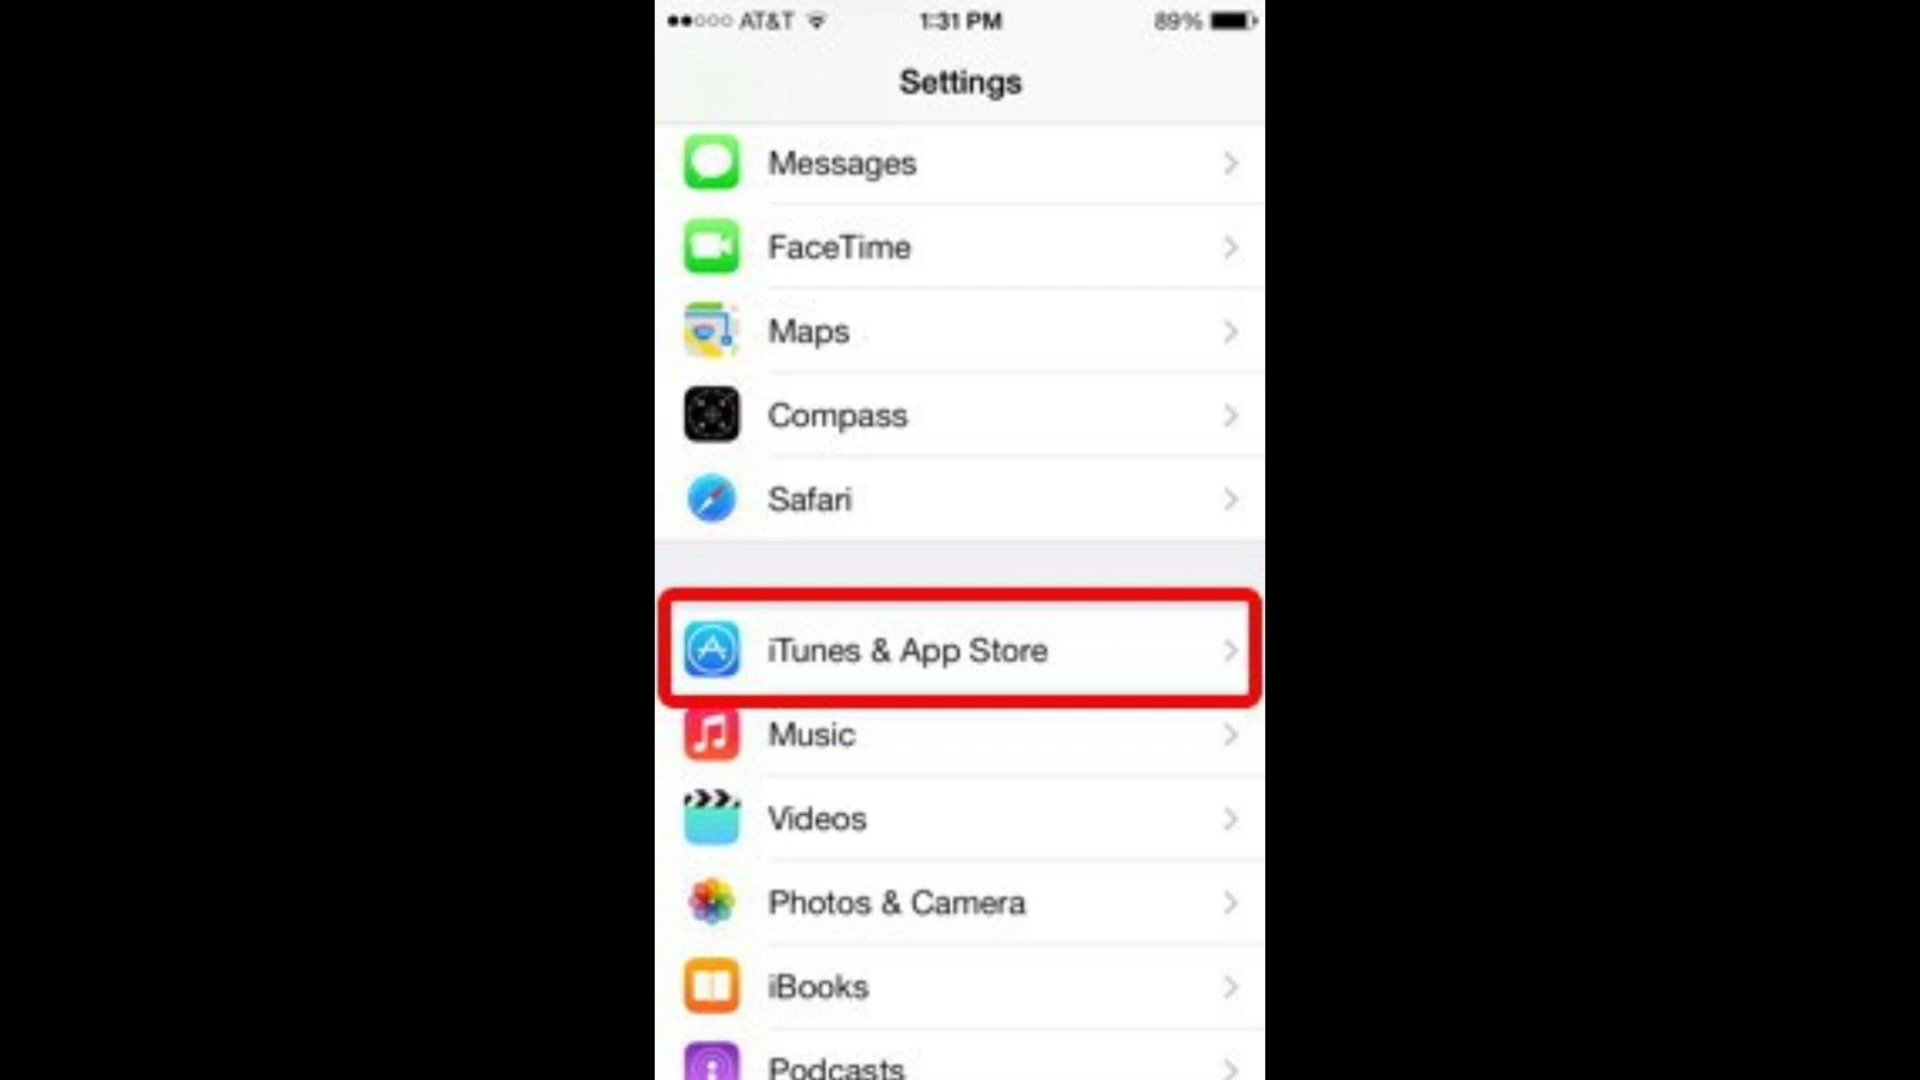 AT&T 1:31 PM 89%
Settings
Messages
FaceTime
Maps
Compass
Safari
iTunes & App Store
Music
Videos
Photos & Camera
iBooks
Podcasts